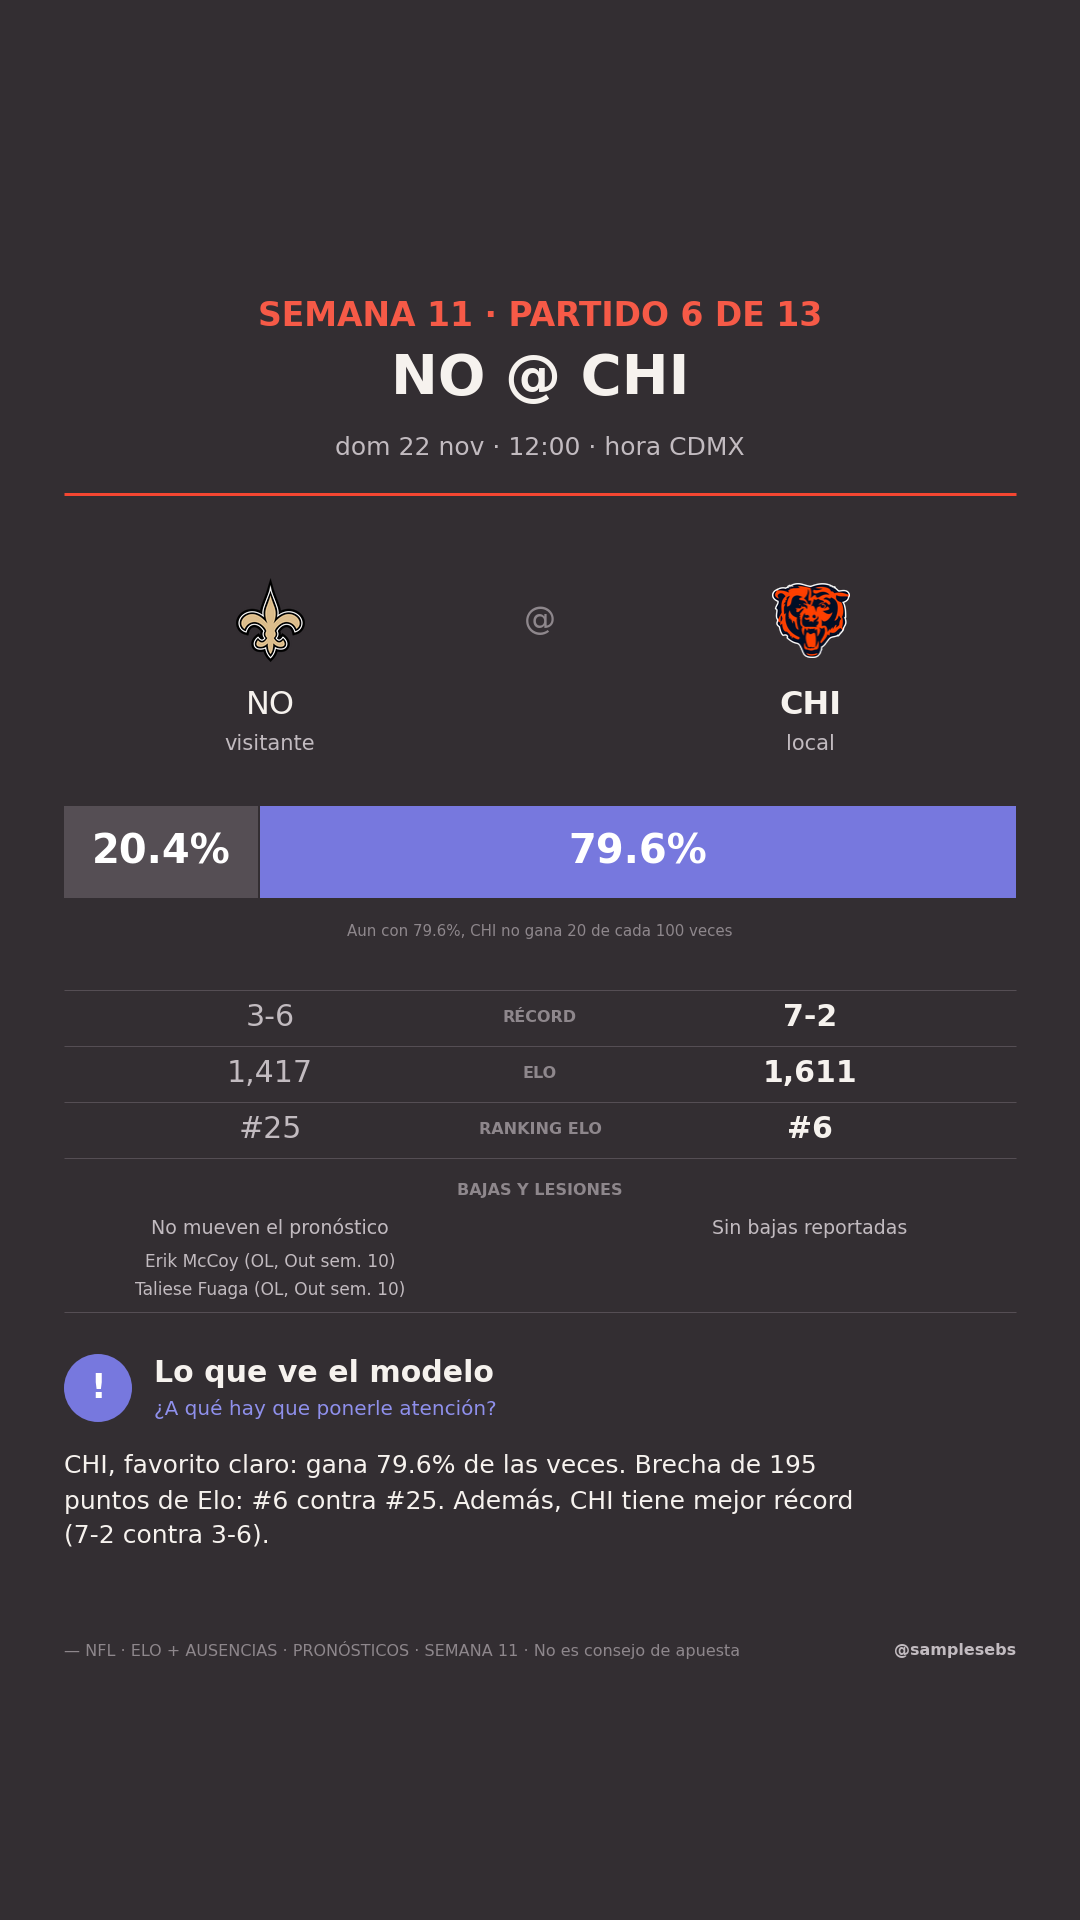 SEMANA 11 · PARTIDO 6 DE 13
NO @ CHI
dom 22 nov · 12:00 · hora CDMX
@
NO
CHI
visitante
local
20.4%
79.6%
Aun con 79.6%, CHI no gana 20 de cada 100 veces
3-6 RÉCORD 7-2
1,417 ELO 1,611
#25 RANKING ELO #6
BAJAS Y LESIONES
No mueven el pronóstico
Sin bajas reportadas
Erik McCoy (OL, Out sem. 10)
Taliese Fuaga (OL, Out sem. 10)
!
Lo que ve el modelo
¿A qué hay que ponerle atención?
CHI, favorito claro: gana 79.6% de las veces. Brecha de 195
puntos de Elo: #6 contra #25. Además, CHI tiene mejor récord
(7-2 contra 3-6).
— NFL · ELO + AUSENCIAS · PRONÓSTICOS · SEMANA 11 · No es consejo de apuesta
@samplesebs